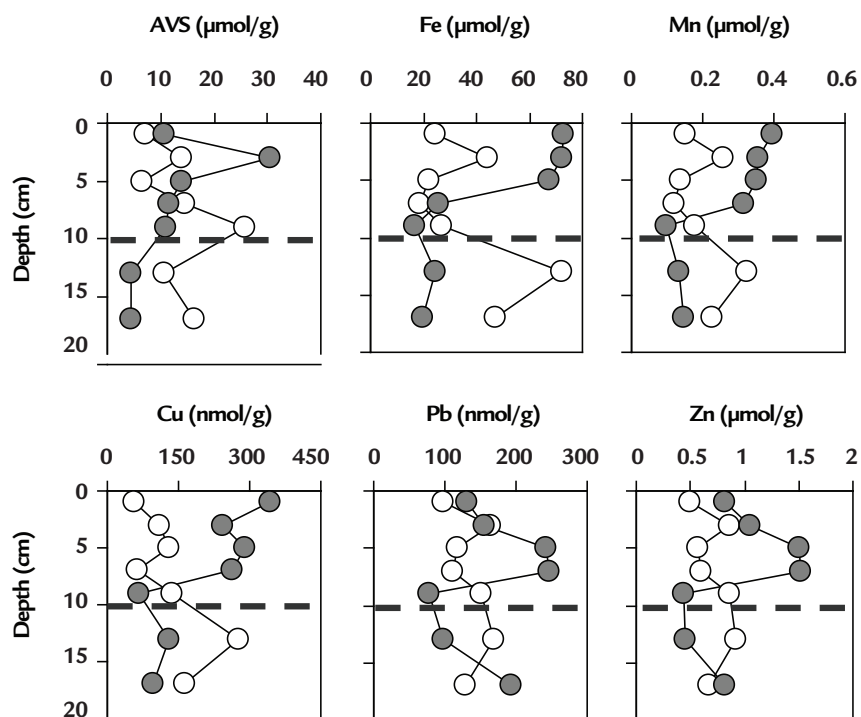 AVS (µmol/g) Fe (µmol/g) Mn (µmol/g)
0 10 20 30 40 0 20 40 60 80 0 0.2 0.4 0.6
0
5
10
15
20
Depth (cm)
Cu (nmol/g) Pb (nmol/g) Zn (µmol/g)
0 150 300 450 0 100 200 300 0 0.5 1 1.5 2
0
5
10
15
20
Depth (cm)